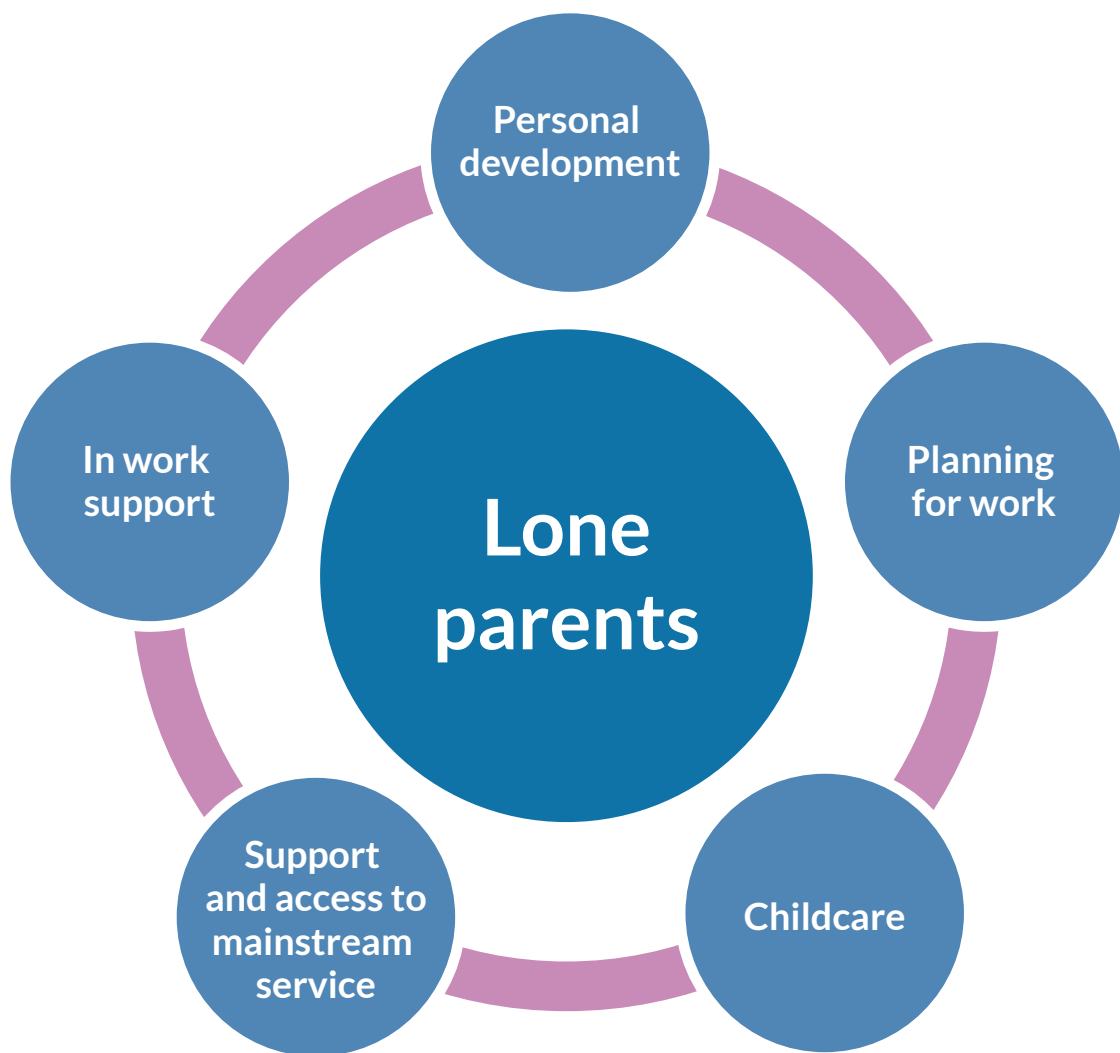 Personal
development
Planning
for work
Childcare
Support
and access to
mainstream
service
In work
support
Lone
parents